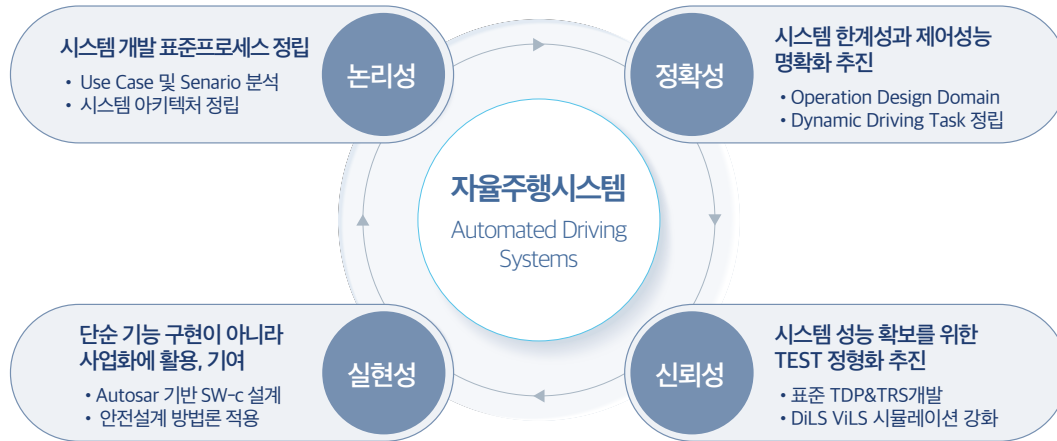 시스템 개발 표준프로세스 정립
• Use Case 및 Senario 분석
• 시스템 아키텍처 정립
논리성
정확성
시스템 한계성과 제어성능
명확화 추진
• Operation Design Domain
• Dynamic Driving Task 정립
자율주행시스템
Automated Driving
Systems
단순 기능 구현이 아니라
사업화에 활용, 기여
• Autosar 기반 SW-c 설계
• 안전설계 방법론 적용
실현성
신뢰성
시스템 성능 확보를 위한
TEST 정형화 추진
• 표준 TDP&TRS개발
• DiLS ViLS 시뮬레이션 강화